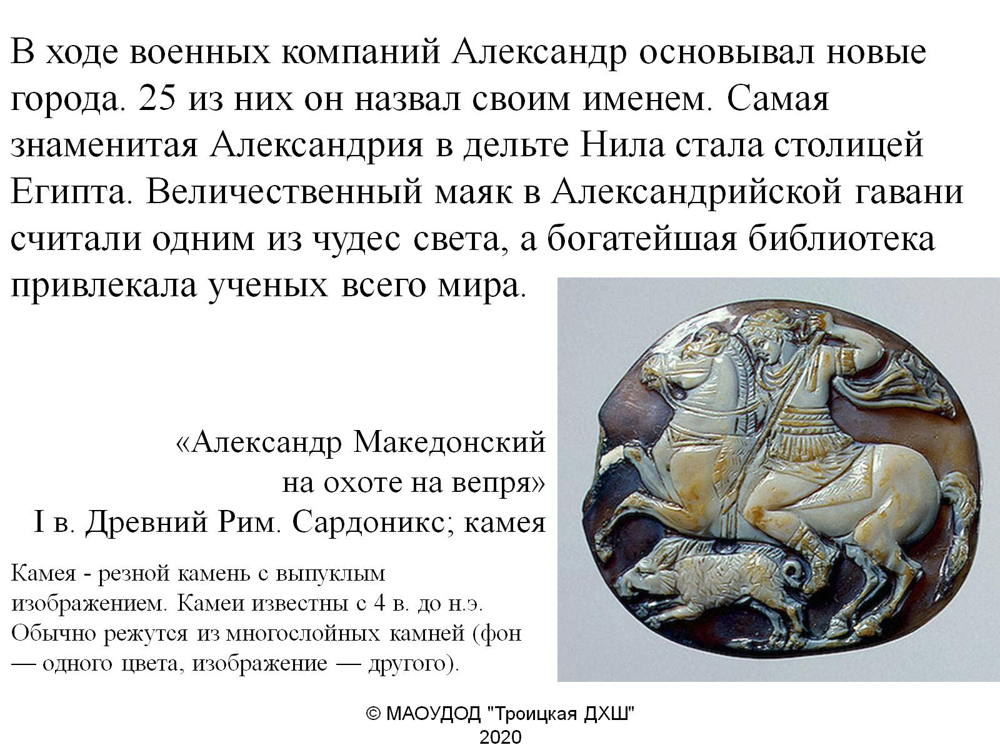 В ходе военных компаний Александр основывал новые
города. 25 из них он назвал своим именем. Самая
знаменитая Александрия в дельте Нила стала столицей
Египта. Величественный маяк в Александрийской гавани
считали одним из чудес света, а богатейшая библиотека
привлекала ученых всего мира.
«Александр Македонский
на охоте на вепря»
I в. Древний Рим. Сардоникс; камея
Камея - резной камень с выпуклым
изображением. Камеи известны с 4 в. до н.э.
Обычно режутся из многослойных камней (фон
— одного цвета, изображение — другого).
© МАОУДОД "Троицкая ДХШ"
2020